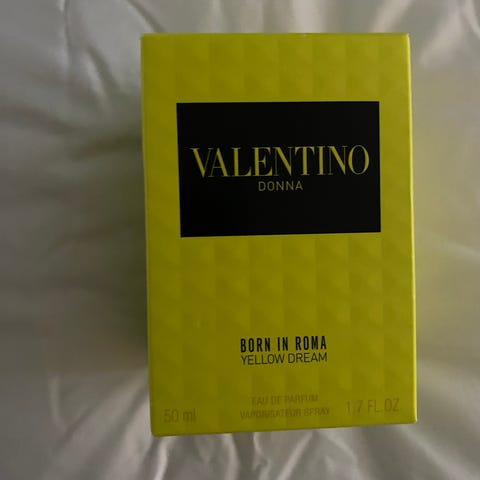 VALENTINO
DONNA
BORN IN ROMA
YELLOW DREAM
EAU DE PARFUM
50 ml VAPORISATEUR SPRAY 1.7 FL.OZ.